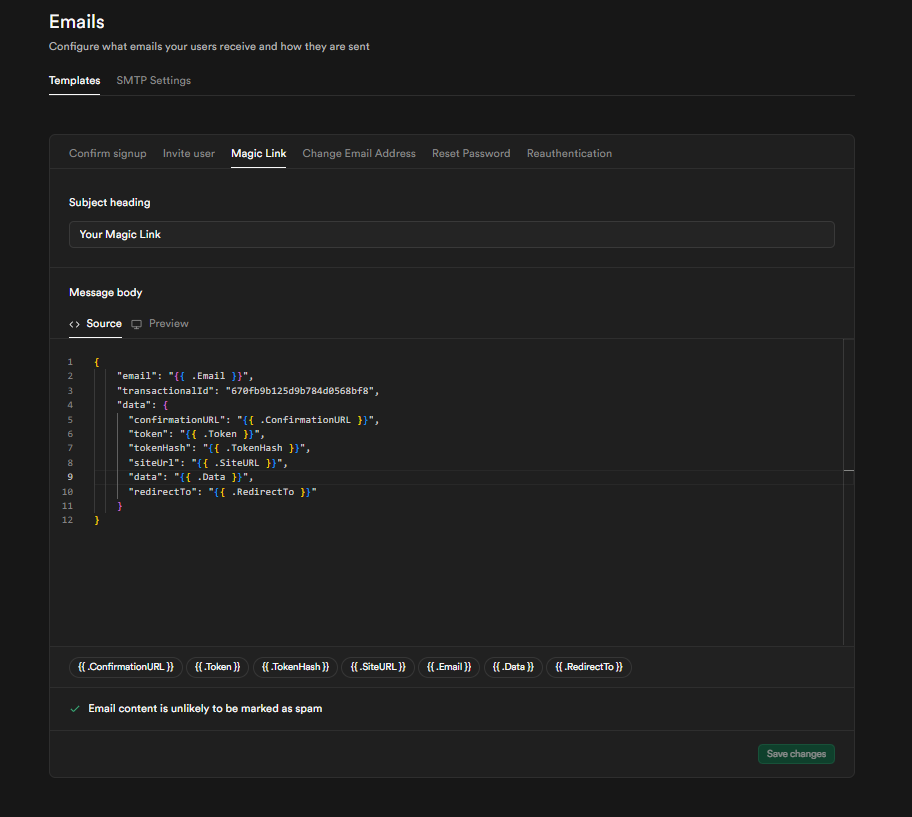 Emails
Configure what emails your users receive and how they are sent
Templates SMTP Settings
Confirm signup Invite user Magic Link Change Email Address Reset Password Reauthentication
Subject heading
Your Magic Link
Message body
<> Source Preview
1 {
2 "email": "{{ .Email }}",
3 "transactionalId": "670fb9b125d9b784d0568bf8",
4 "data": {
5 "confirmationURL": "{{ .ConfirmationURL }}",
6 "token": "{{ .Token }}",
7 "tokenHash": "{{ .TokenHash }}",
8 "siteUrl": "{{ .SiteURL }}",
9 "data": "{{ .Data }}",
10 "redirectTo": "{{ .RedirectTo }}"
11 }
12 }
{{ .ConfirmationURL }} {{ .Token }} {{ .TokenHash }} {{ .SiteURL }} {{ .Email }} {{ .Data }} {{ .RedirectTo }}
Email content is unlikely to be marked as spam
Save changes